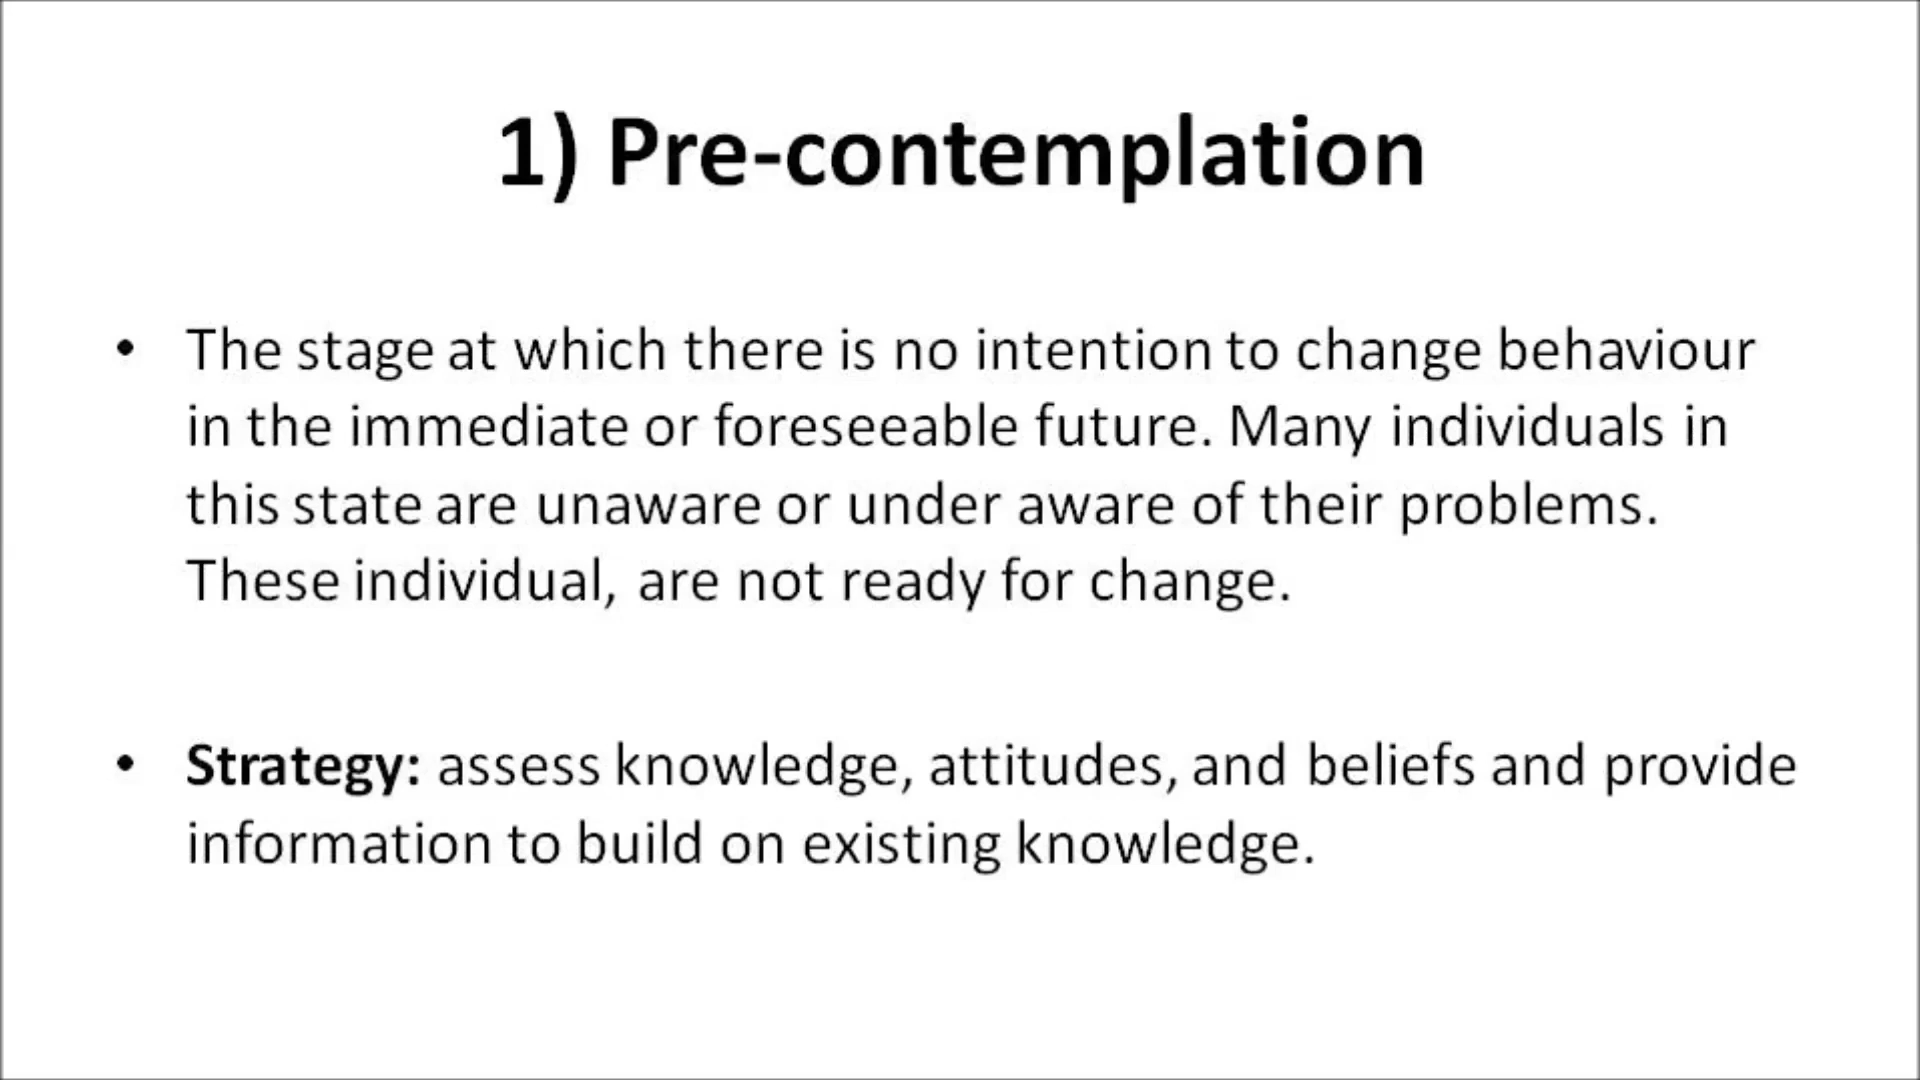 1) Pre-contemplation
• The stage at which there is no intention to change behaviour
in the immediate or foreseeable future. Many individuals in
this state are unaware or under aware of their problems.
These individual, are not ready for change.
• Strategy: assess knowledge, attitudes, and beliefs and provide
information to build on existing knowledge.